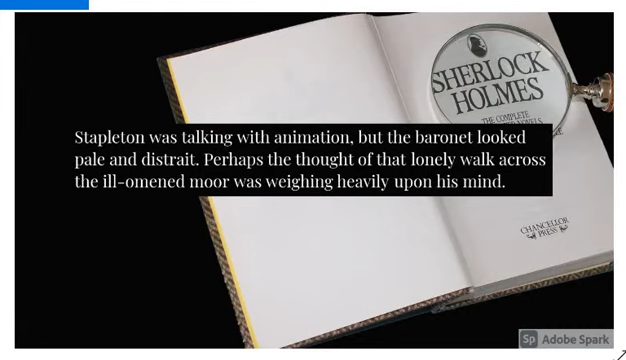 SHERLOCK
HOLMES
THE COMPLETE
Stapleton was talking with animation, but the baronet looked
pale and distrait. Perhaps the thought of that lonely walk across
the ill-omened moor was weighing heavily upon his mind.
CHANCELLOR
PRESS
Sp Adobe Spark